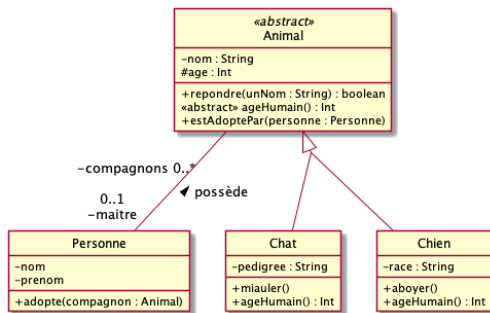 «abstract»
Animal
-nom : String
#age : Int
+repondre(unNom : String) : boolean
«abstract» ageHumain() : Int
+estAdoptePar(personne : Personne)
-compagnons 0..*
possède
0..1
-maitre
Personne
-nom
-prenom
+adopte(compagnon : Animal)
Chat
-pedigree : String
+miauler()
+ageHumain() : Int
Chien
-race : String
+aboyer()
+ageHumain() : Int